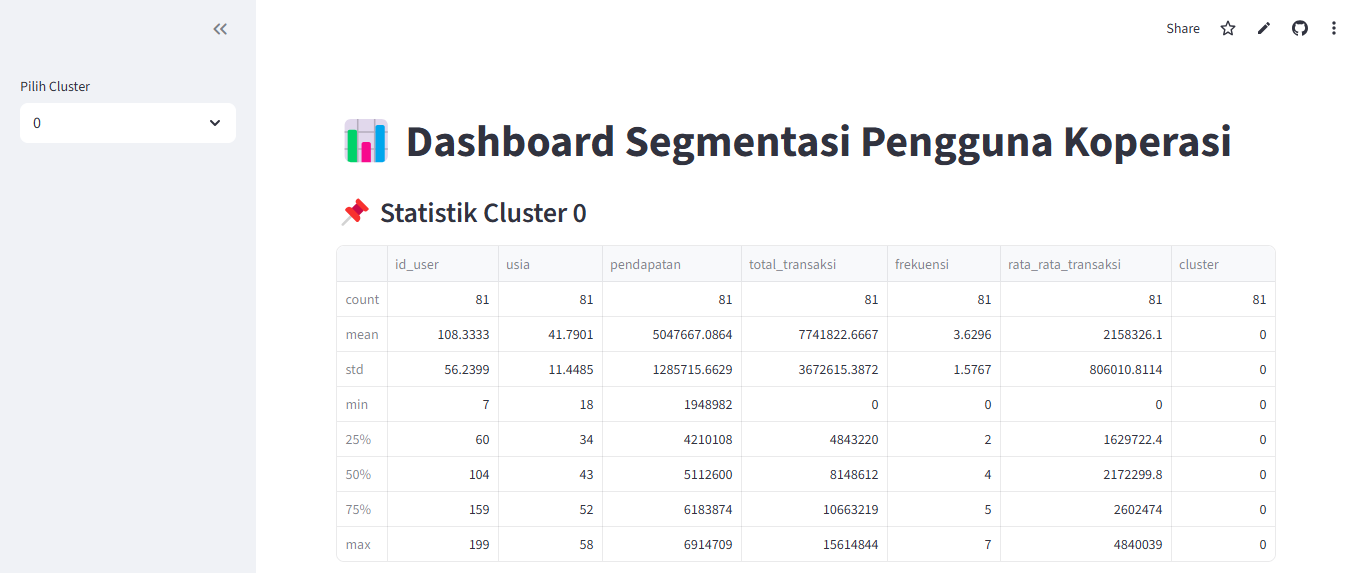 Share
Pilih Cluster
0
📊 Dashboard Segmentasi Pengguna Koperasi
📌 Statistik Cluster 0
id_user usia pendapatan total_transaksi frekuensi rata_rata_transaksi cluster
count 81 81 81 81 81 81 81
mean 108.3333 41.7901 5047667.0864 7741822.6667 3.6296 2158326.1 0
std 56.2399 11.4485 1285715.6629 3672615.3872 1.5767 806010.8114 0
min 7 18 1948982 0 0 0 0
25% 60 34 4210108 4843220 2 1629722.4 0
50% 104 43 5112600 8148612 4 2172299.8 0
75% 159 52 6183874 10663219 5 2602474 0
max 199 58 6914709 15614844 7 4840039 0